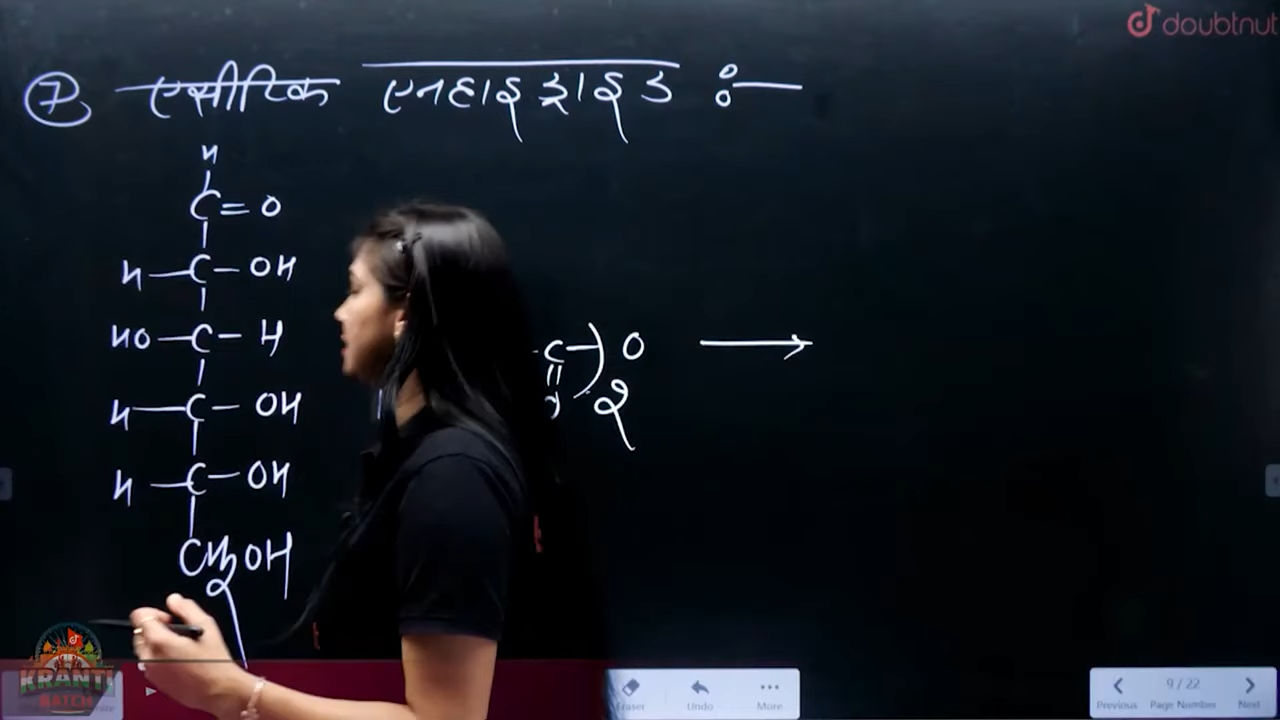 doubtnut
7 एसीटिक एनहाइड्राइड :-
H
C=O
H-C-OH
HO-C-H
C-) O →
H-C-OH
2
H-C-OH
CH2OH
KRANTI
BATCH
Eraser Undo More
Previous Page Number Next
9 / 22